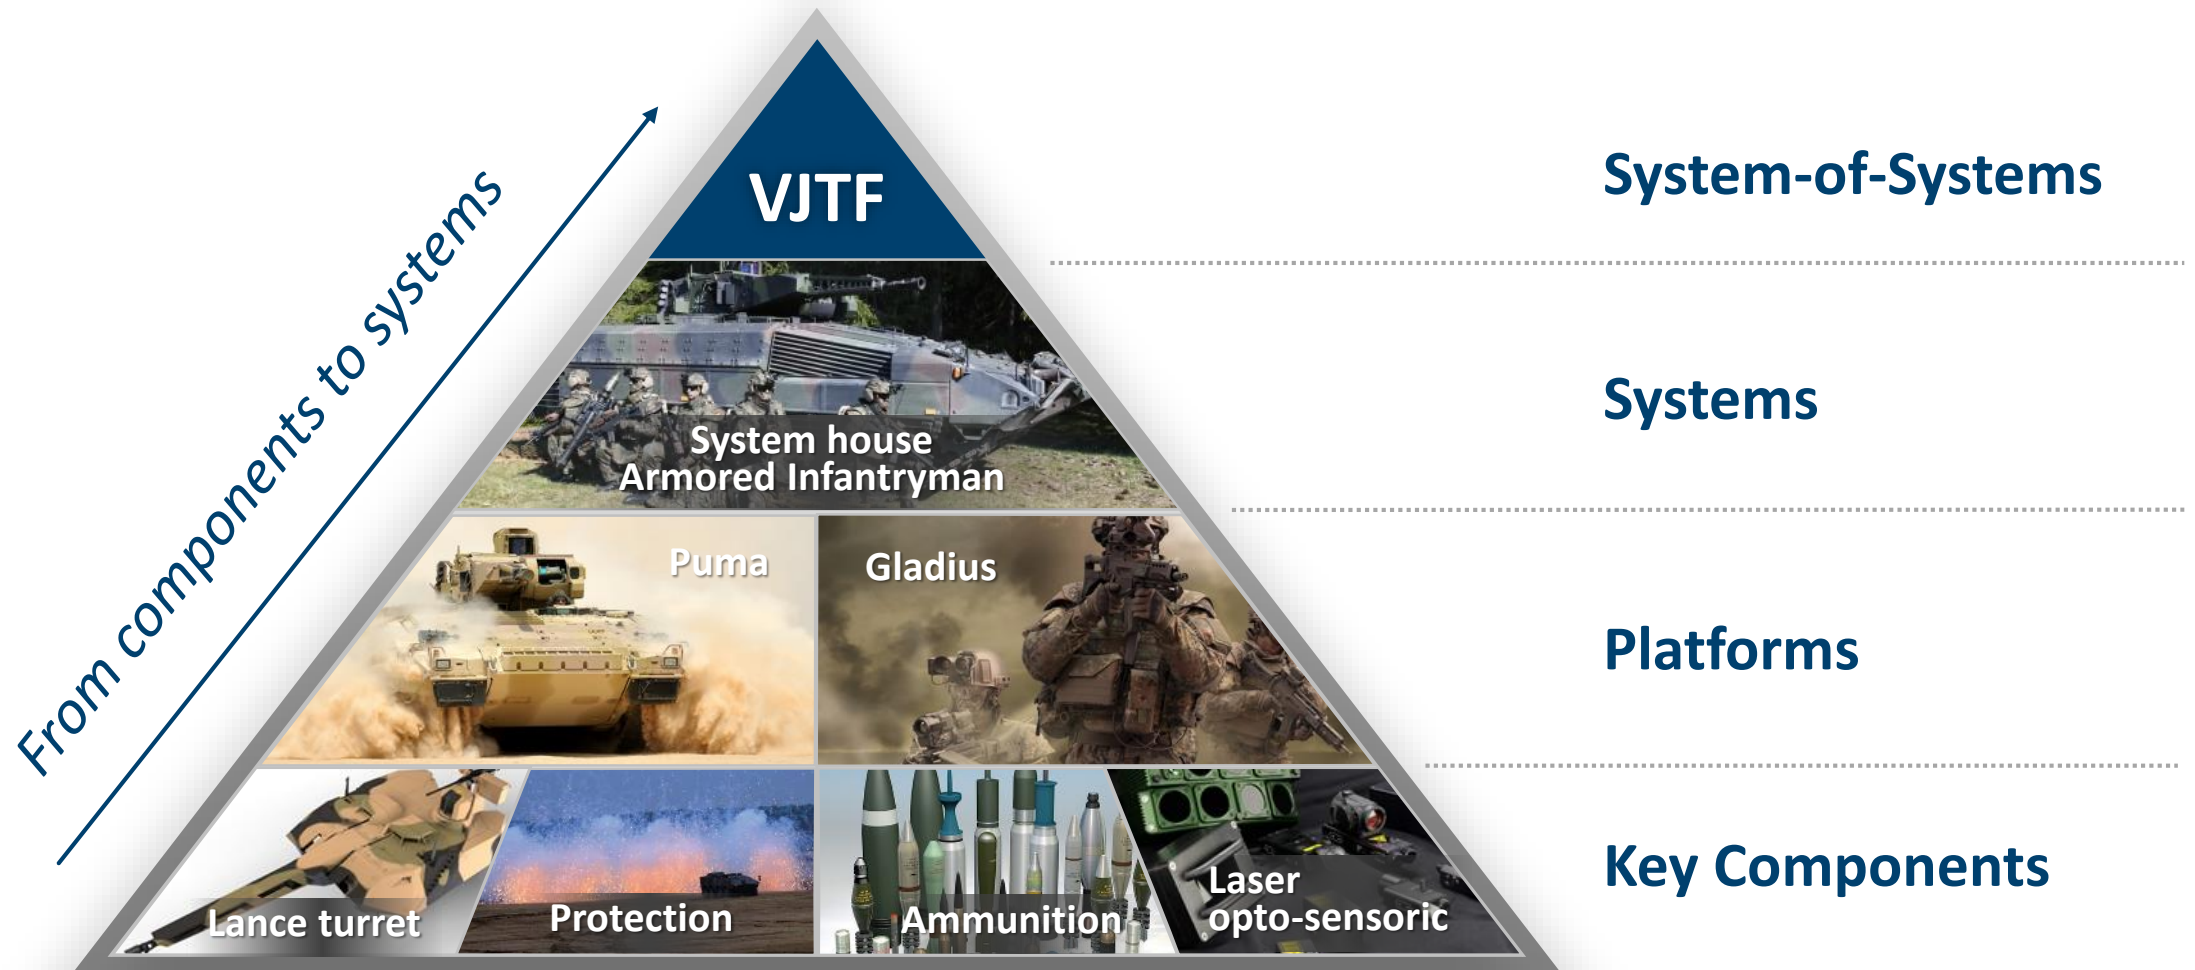 From components to systems
VJTF
System-of-Systems
System house
Armored Infantryman
Systems
Puma
Gladius
Platforms
Lance turret
Protection
Ammunition
Laser
opto-sensoric
Key Components